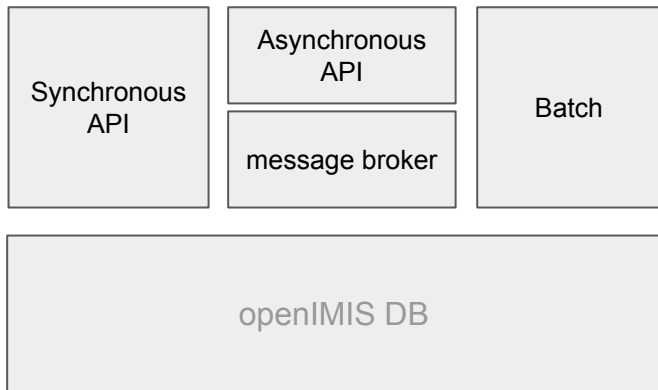 Synchronous
API
Asynchronous
API
message broker
Batch
openIMIS DB